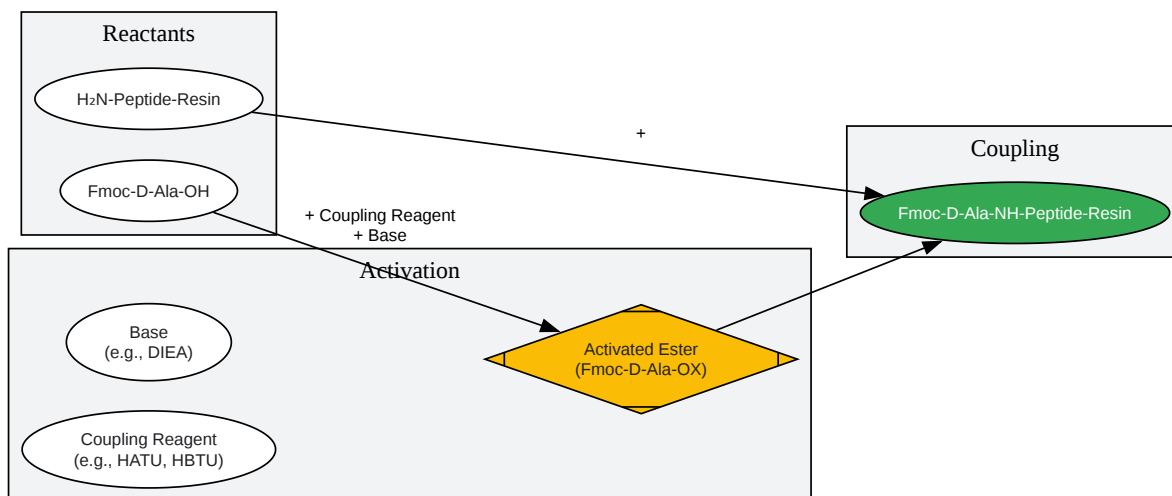 Reactants
H₂N-Peptide-Resin
Fmoc-D-Ala-OH
+
+ Coupling Reagent
+ Base
Coupling
Fmoc-D-Ala-NH-Peptide-Resin
Activation
Base
(e.g., DIEA)
Coupling Reagent
(e.g., HATU, HBTU)
Activated Ester
(Fmoc-D-Ala-OX)